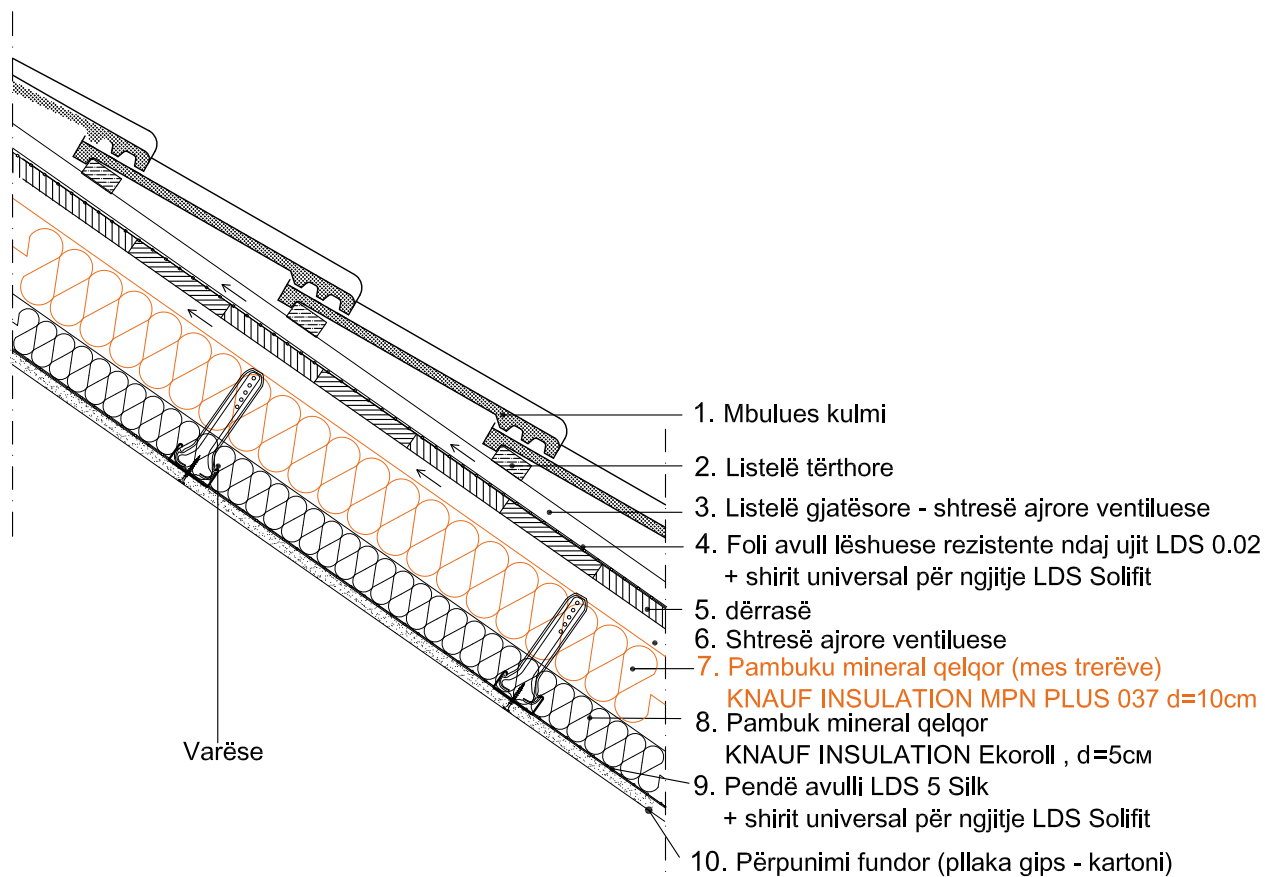 1. Mbulues kulmi
2. Listelë tërthore
3. Listelë gjatësore - shtresë ajrore ventiluese
4. Foli avull lëshuese rezistente ndaj ujit LDS 0.02
+ shirit universal për ngjitje LDS Solifit
5. dërrasë
6. Shtresë ajrore ventiluese
7. Pambuku mineral qelqor (mes trerëve)
KNAUF INSULATION MPN PLUS 037 d=10cm
8. Pambuk mineral qelqor
KNAUF INSULATION Ekoroll , d=5см
9. Pendë avulli LDS 5 Silk
+ shirit universal për ngjitje LDS Solifit
10. Përpunimi fundor (pllaka gips - kartoni)
Varëse